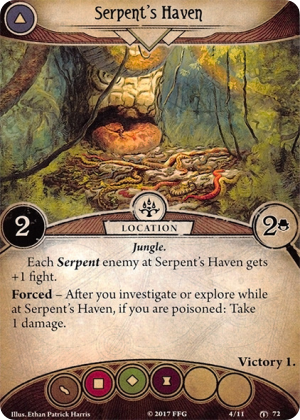 Serpent's Haven
2
LOCATION
2
Jungle.
Each Serpent enemy at Serpent's Haven gets
+1 fight.
Forced – After you investigate or explore while
at Serpent's Haven, if you are poisoned: Take
1 damage.
Victory 1.
Illus. Ethan Patrick Harris © 2017 FFG 4/11 72